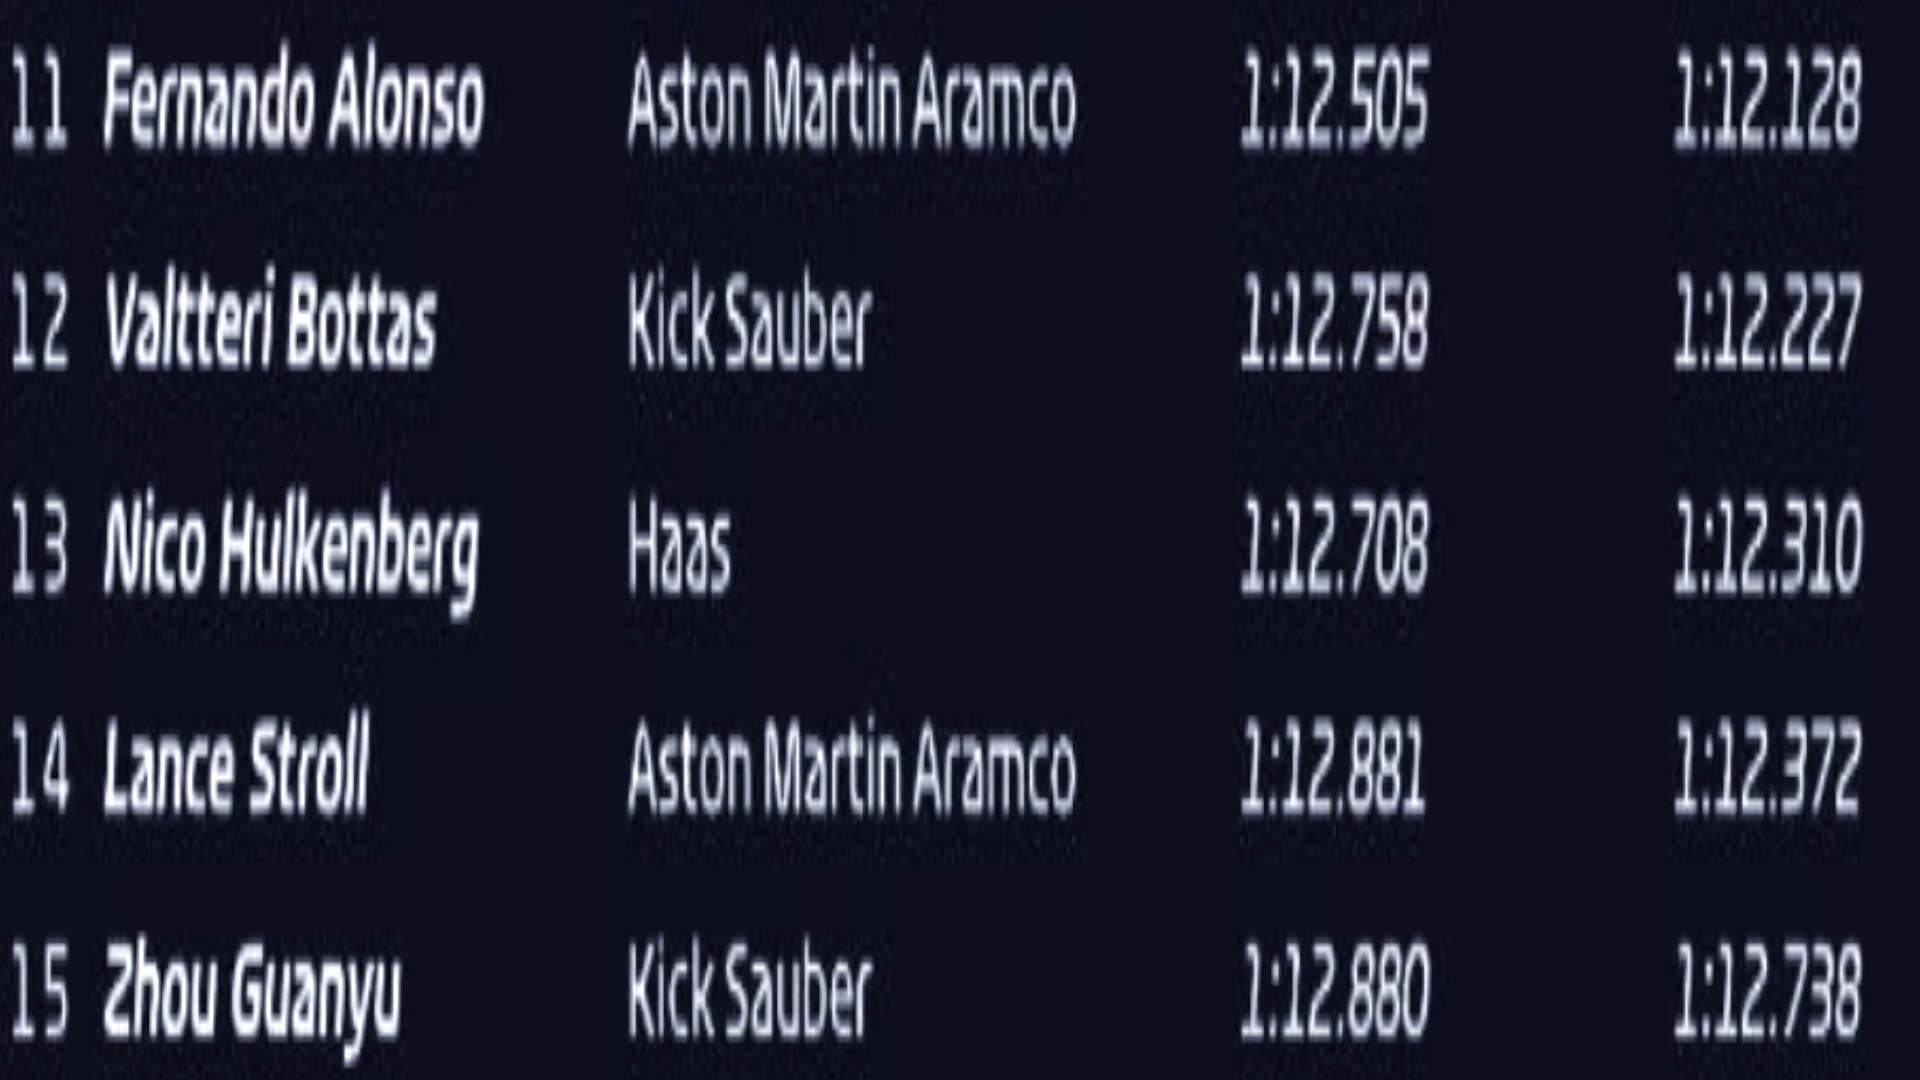 11 Fernando Alonso Aston Martin Aramco 1:12.505 1:12.128
12 Valtteri Bottas Kick Sauber 1:12.758 1:12.227
13 Nico Hulkenberg Haas 1:12.708 1:12.310
14 Lance Stroll Aston Martin Aramco 1:12.881 1:12.372
15 Zhou Guanyu Kick Sauber 1:12.880 1:12.738